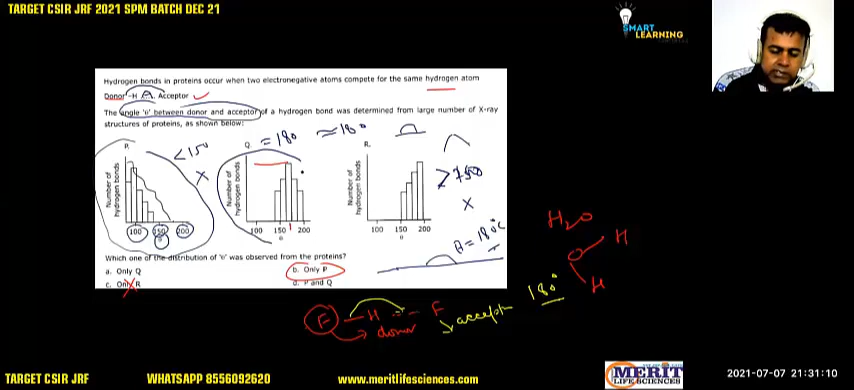 TARGET CSIR JRF 2021 SPM BATCH DEC 21
SMART
LEARNING
Hydrogen bonds in proteins occur when two electronegative atoms compete for the same hydrogen atom
Donor -H Acceptor
The angle 'θ' between donor and acceptor of a hydrogen bond was determined from large number of X-ray
structures of proteins, as shown below:
P.
Q
R.
<150
= 180
≈180
X
X
Number of
hydrogen bonds
Number of
hydrogen bonds
Number of
hydrogen bonds
100 150 200
100 150 200
100 150 200
θ
θ
θ
θ = 180°C
H2O
O
H
H
Which one of the distribution of 'θ' was observed from the proteins?
a. Only Q
b. Only P
c. Only R
d. P and Q
F - H F
donor
accept
180°
TARGET CSIR JRF
WHATSAPP 8556092620
www.meritlifesciences.com
MERIT
LIFE SCIENCES
2021-07-07 21:31:10